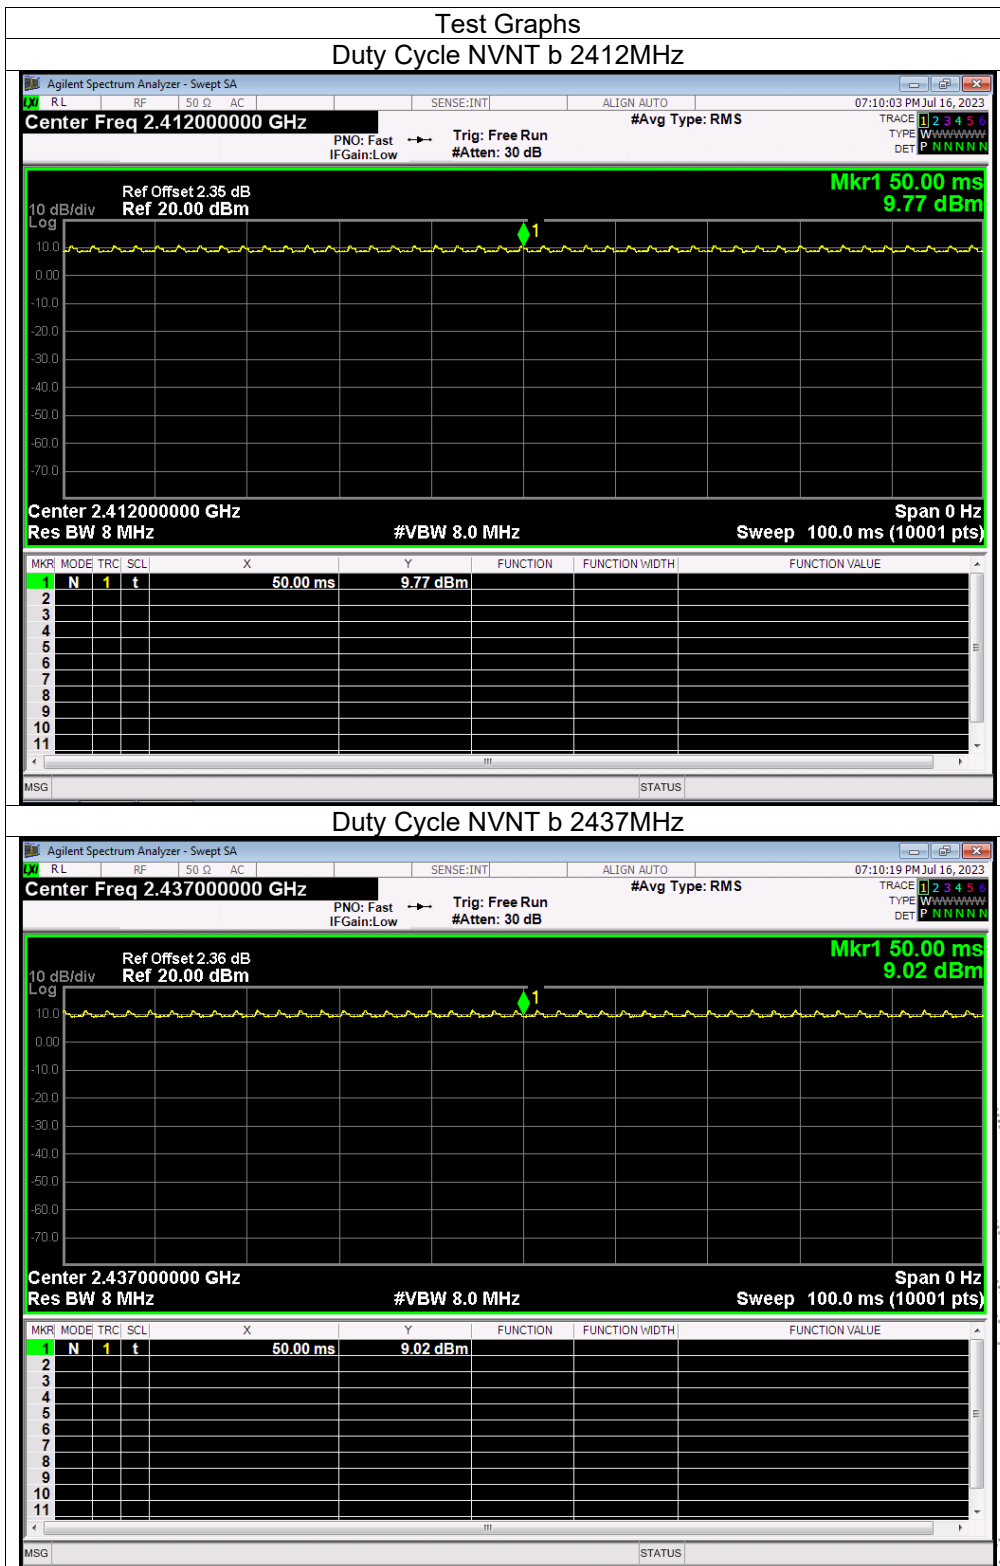 Test Graphs
Duty Cycle NVNT b 2412MHz
Agilent Spectrum Analyzer - Swept SA
LXI RL RF 50 Ω AC SENSE:INT ALIGN AUTO 07:10:03 PM Jul 16, 2023
Center Freq 2.412000000 GHz #Avg Type: RMS TRACE 1 2 3 4 5 6
PNO: Fast Trig: Free Run TYPE WWWWWW
IFGain:Low #Atten: 30 dB DET P N N N N N
Mkr1 50.00 ms
Ref Offset 2.35 dB 9.77 dBm
10 dB/div Ref 20.00 dBm
Log
1
10.0
0.00
-10.0
-20.0
-30.0
-40.0
-50.0
-60.0
-70.0
Center 2.412000000 GHz Span 0 Hz
Res BW 8 MHz #VBW 8.0 MHz Sweep 100.0 ms (10001 pts)
MKR MODE TRC SCL X Y FUNCTION FUNCTION WIDTH FUNCTION VALUE
1 N 1 t 50.00 ms 9.77 dBm
2
3
4
5
6
7
8
9
10
11
MSG STATUS
Duty Cycle NVNT b 2437MHz
Agilent Spectrum Analyzer - Swept SA
LXI RL RF 50 Ω AC SENSE:INT ALIGN AUTO 07:10:19 PM Jul 16, 2023
Center Freq 2.437000000 GHz #Avg Type: RMS TRACE 1 2 3 4 5 6
PNO: Fast Trig: Free Run TYPE WWWWWW
IFGain:Low #Atten: 30 dB DET P N N N N N
Mkr1 50.00 ms
Ref Offset 2.36 dB 9.02 dBm
10 dB/div Ref 20.00 dBm
Log
1
10.0
0.00
-10.0
-20.0
-30.0
-40.0
-50.0
-60.0
-70.0
Center 2.437000000 GHz Span 0 Hz
Res BW 8 MHz #VBW 8.0 MHz Sweep 100.0 ms (10001 pts)
MKR MODE TRC SCL X Y FUNCTION FUNCTION WIDTH FUNCTION VALUE
1 N 1 t 50.00 ms 9.02 dBm
2
3
4
5
6
7
8
9
10
11
MSG STATUS